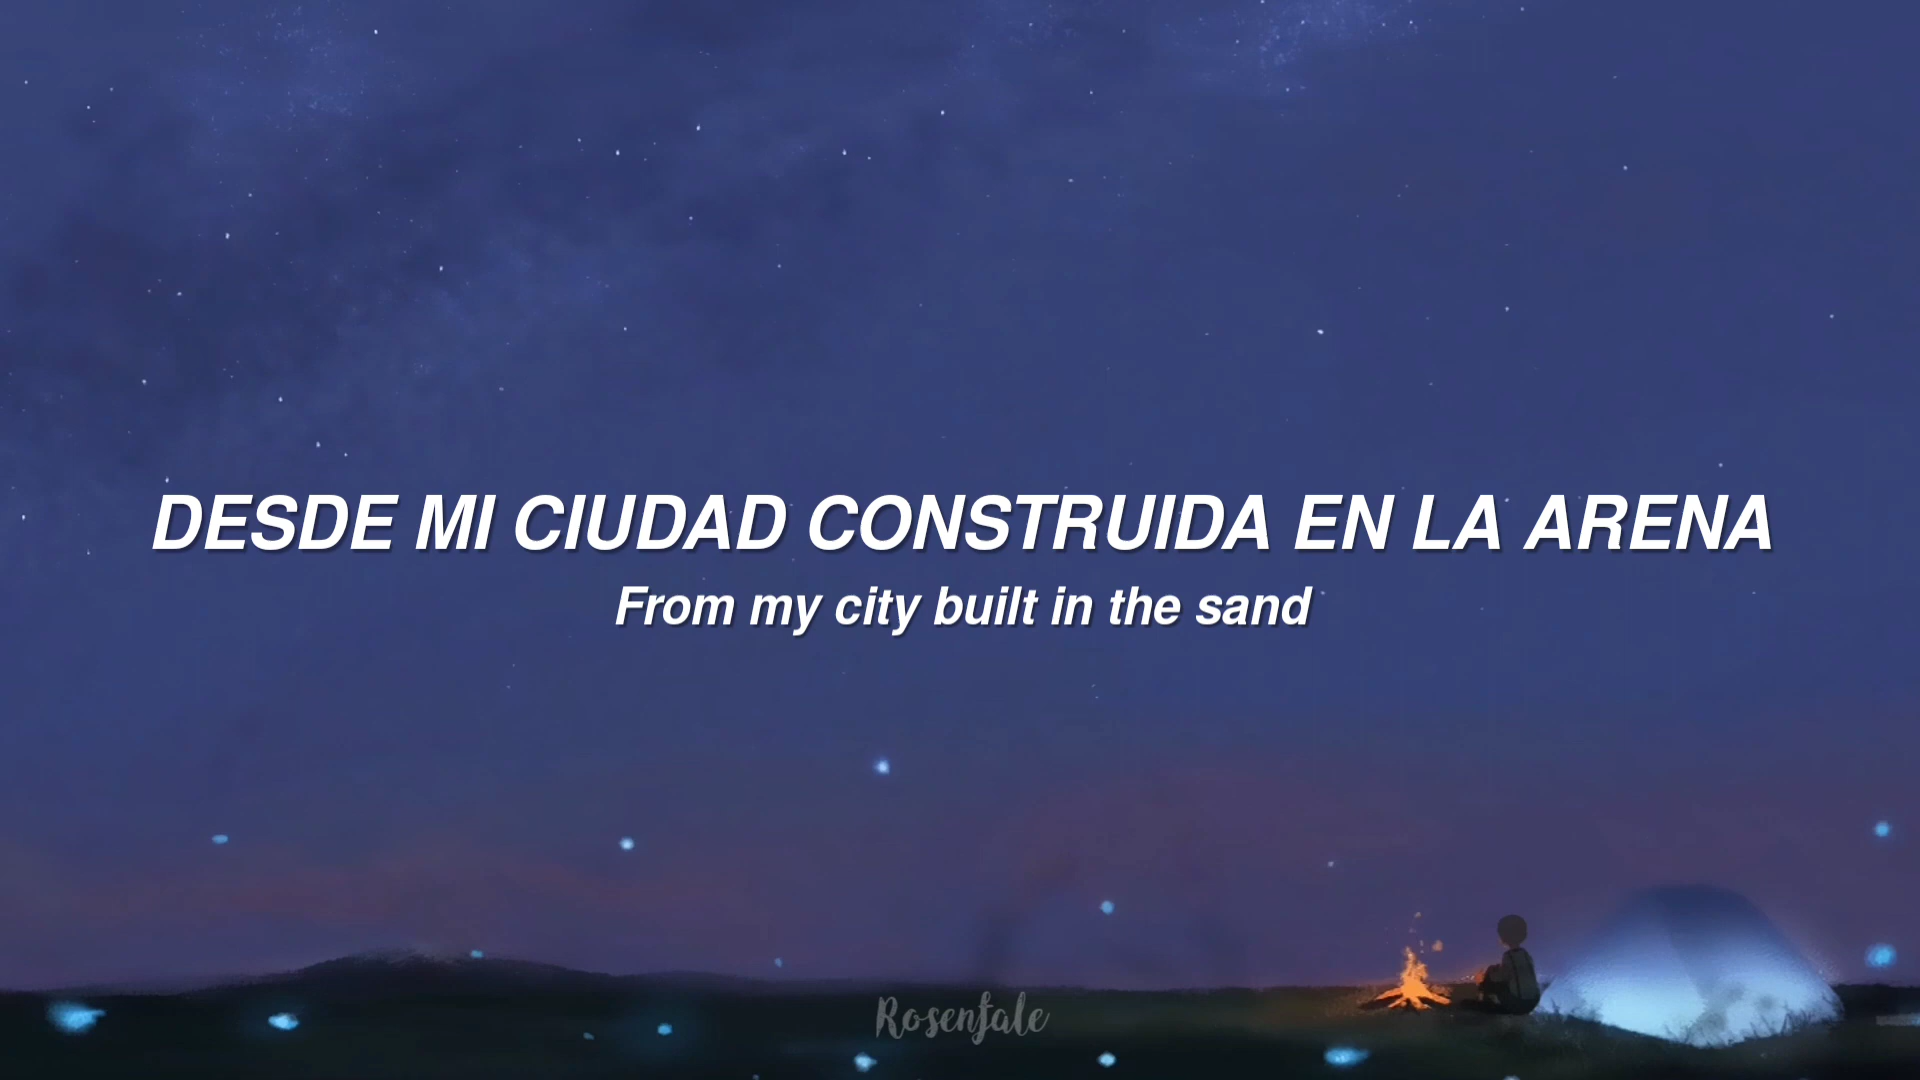 DESDE MI CIUDAD CONSTRUIDA EN LA ARENA
From my city built in the sand
Rosenfale